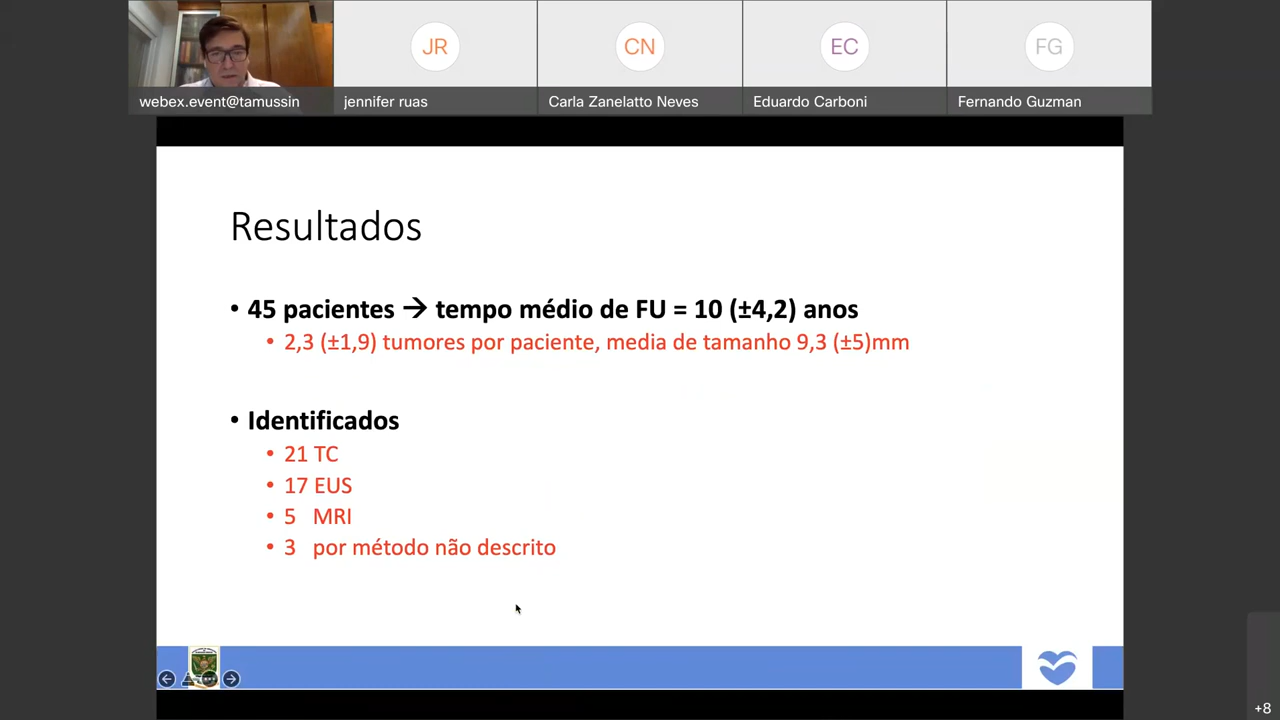 JR
CN
EC
FG
webex.event@tamussin
jennifer ruas
Carla Zanelatto Neves
Eduardo Carboni
Fernando Guzman
Resultados
• 45 pacientes → tempo médio de FU = 10 (±4,2) anos
• 2,3 (±1,9) tumores por paciente, media de tamanho 9,3 (±5)mm
• Identificados
• 21 TC
• 17 EUS
• 5 MRI
• 3 por método não descrito
+8